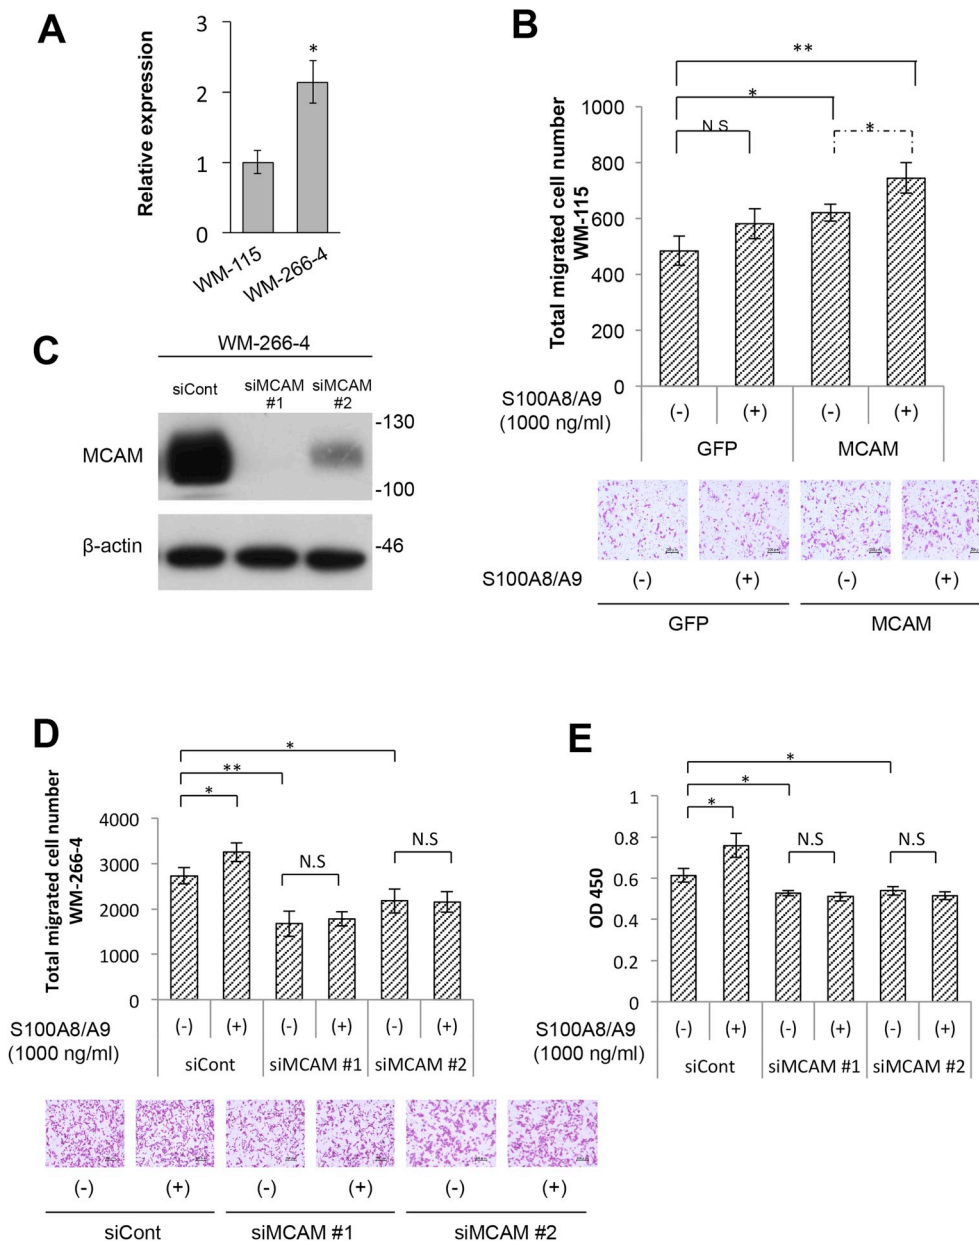 A
Relative expression
3
2
1
0
*
WM-115
WM-266-4
B
Total migrated cell number
WM-115
1000
800
600
400
200
0
**
*
N.S
*
S100A8/A9
(1000 ng/ml)
(-)
(+)
(-)
(+)
GFP
MCAM
S100A8/A9
(-)
(+)
(-)
(+)
GFP
MCAM
C
WM-266-4
siCont
siMCAM
#1
siMCAM
#2
MCAM
-130
-100
β-actin
-46
D
Total migrated cell number
WM-266-4
4000
3000
2000
1000
0
*
**
*
N.S
N.S
S100A8/A9
(1000 ng/ml)
(-)
(+)
(-)
(+)
(-)
(+)
siCont
siMCAM #1
siMCAM #2
(-)
(+)
(-)
(+)
(-)
(+)
siCont
siMCAM #1
siMCAM #2
E
OD 450
1
0.8
0.6
0.4
0.2
0
*
*
*
N.S
N.S
S100A8/A9
(1000 ng/ml)
(-)
(+)
(-)
(+)
(-)
(+)
siCont
siMCAM #1
siMCAM #2